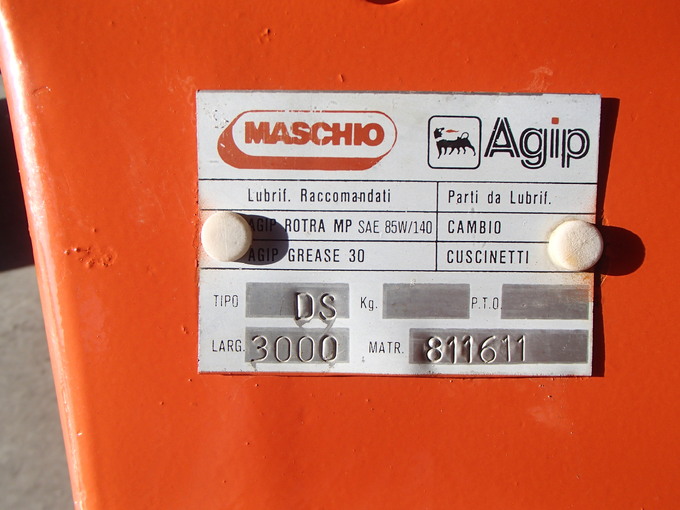 MASCHIO Agip
Lubrif. Raccomandati Parti da Lubrif.
AGIP ROTRA MP SAE 85W/140 CAMBIO
AGIP GREASE 30 CUSCINETTI
TIPO DS Kg. P.T.O.
LARG. 3000 MATR. 811611